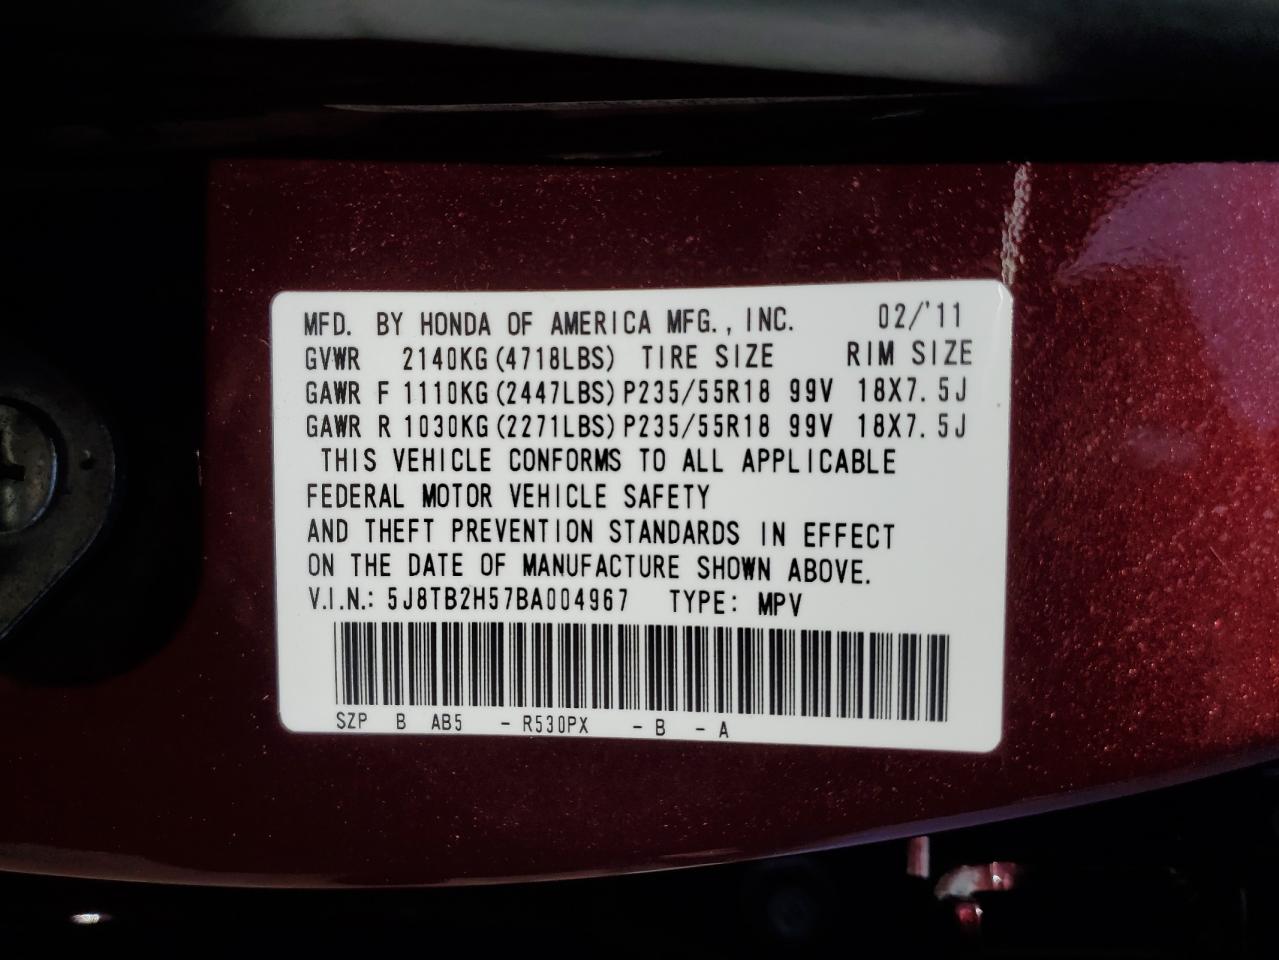 MFD. BY HONDA OF AMERICA MFG., INC. 02/'11
GVWR 2140KG(4718LBS) TIRE SIZE RIM SIZE
GAWR F 1110KG(2447LBS)P235/55R18 99V 18X7.5J
GAWR R 1030KG(2271LBS)P235/55R18 99V 18X7.5J
THIS VEHICLE CONFORMS TO ALL APPLICABLE
FEDERAL MOTOR VEHICLE SAFETY
AND THEFT PREVENTION STANDARDS IN EFFECT
ON THE DATE OF MANUFACTURE SHOWN ABOVE.
V.I.N.: 5J8TB2H57BA004967 TYPE: MPV
SZP B AB5 -R530PX -B -A